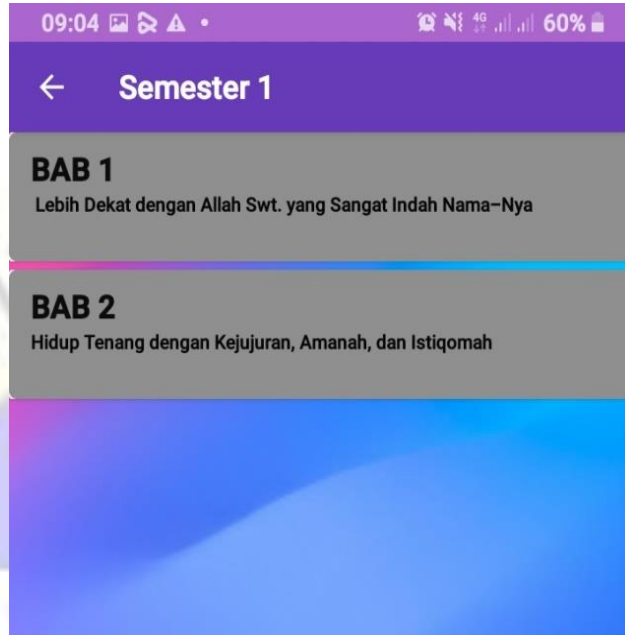 09:04 60%
4G
Semester 1
BAB 1
Lebih Dekat dengan Allah Swt. yang Sangat Indah Nama-Nya
BAB 2
Hidup Tenang dengan Kejujuran, Amanah, dan Istiqomah